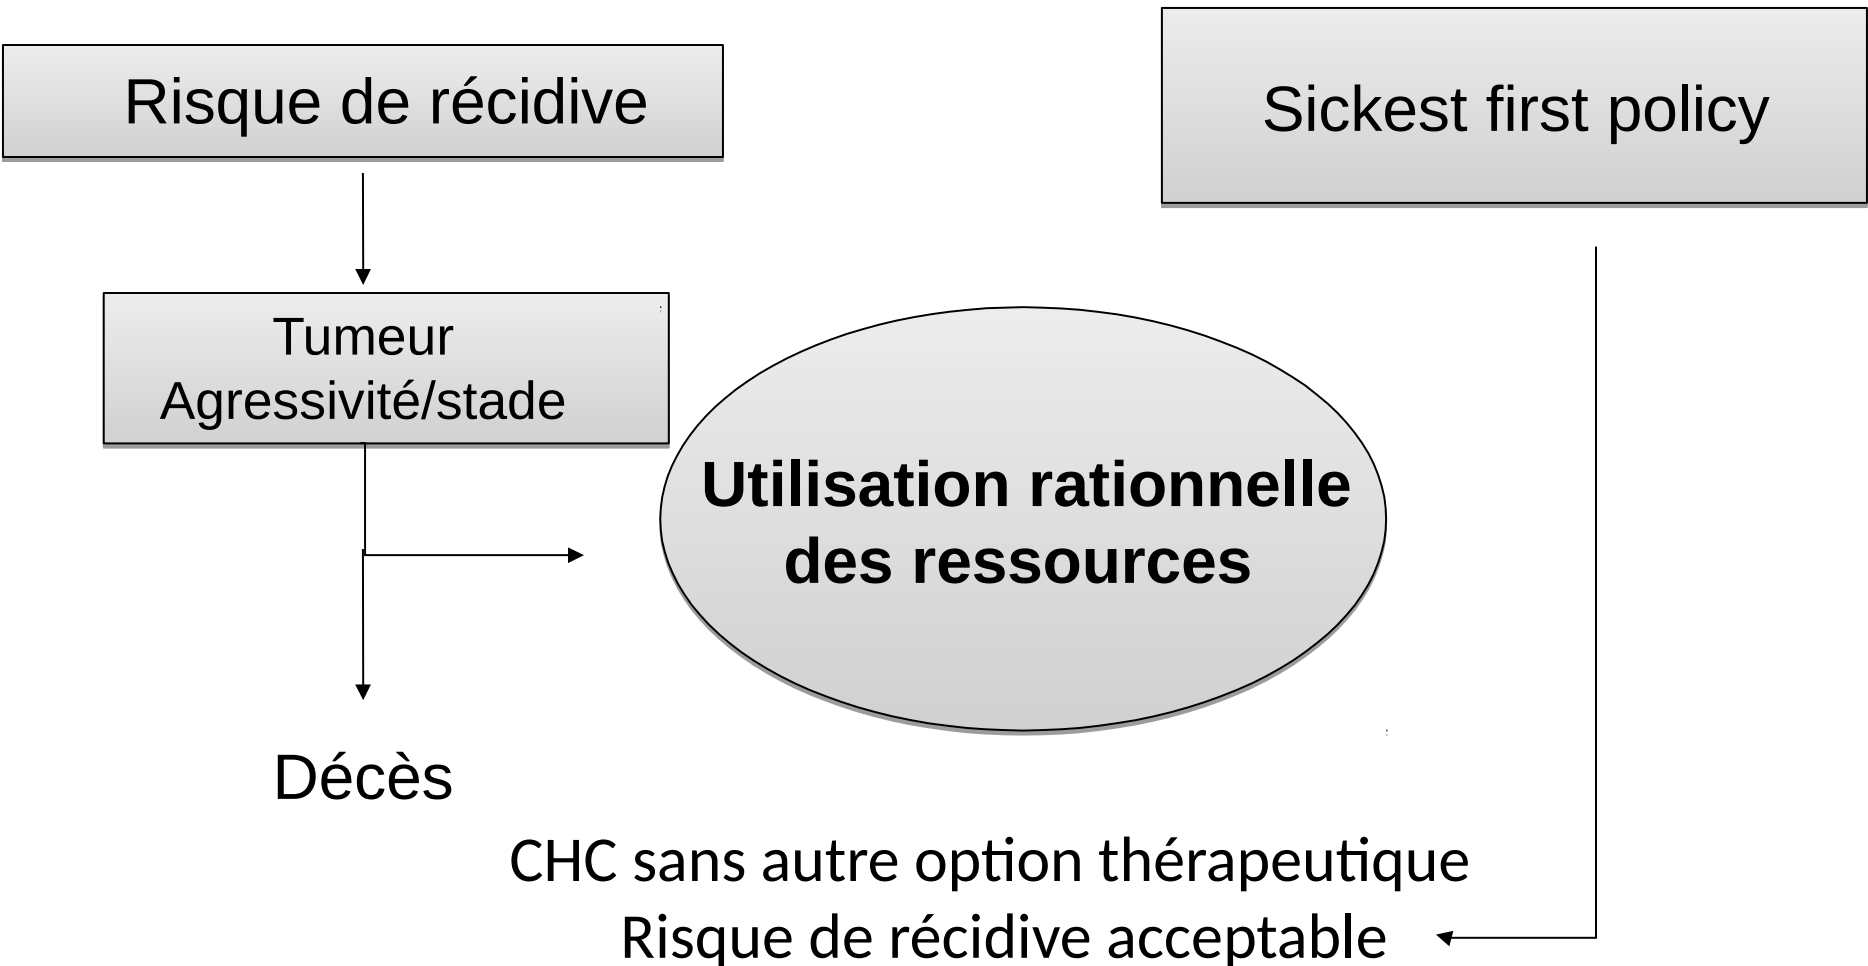 Risque de récidive
Sickest first policy
Tumeur
Agressivité/stade
Utilisation rationnelle
des ressources
Décès
CHC sans autre option thérapeutique
Risque de récidive acceptable